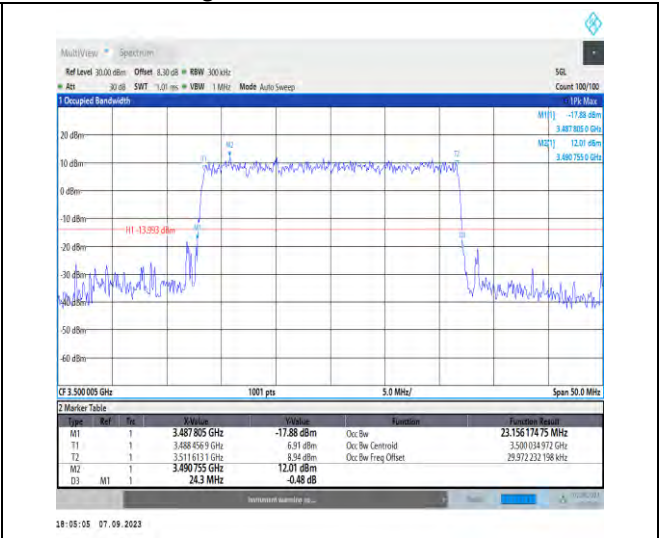 MultiView Spectrum
Ref Level 30.00 dBm Offset 8.30 dB RBW 300 kHz SGL
Att 30 dB SWT 1.01 ms VBW 1 MHz Mode Auto Sweep Count 100/100
1 Occupied Bandwidth 1Pk Max
M1[1] -17.88 dBm
3.487 805 0 GHz
M2[1] 12.01 dBm
3.490 755 0 GHz
20 dBm
M2
T1 T2
10 dBm
0 dBm
-10 dBm
H1 -13.993 dBm
M1
D3
-20 dBm
-30 dBm
-40 dBm
-50 dBm
-60 dBm
CF 3.500 005 GHz 1001 pts 5.0 MHz/ Span 50.0 MHz
2 Marker Table
Type Ref Trc X-Value Y-Value Function Function Result
M1 1 3.487 805 GHz -17.88 dBm Occ Bw 23.156 174 75 MHz
T1 1 3.488 456 9 GHz 6.91 dBm Occ Bw Centroid 3.500 034 972 GHz
T2 1 3.511 613 1 GHz 8.94 dBm Occ Bw Freq Offset 29.972 232 198 kHz
M2 1 3.490 755 GHz 12.01 dBm
D3 M1 1 24.3 MHz -0.48 dB
Instrument warming up...
18:05:05 07.09.2023